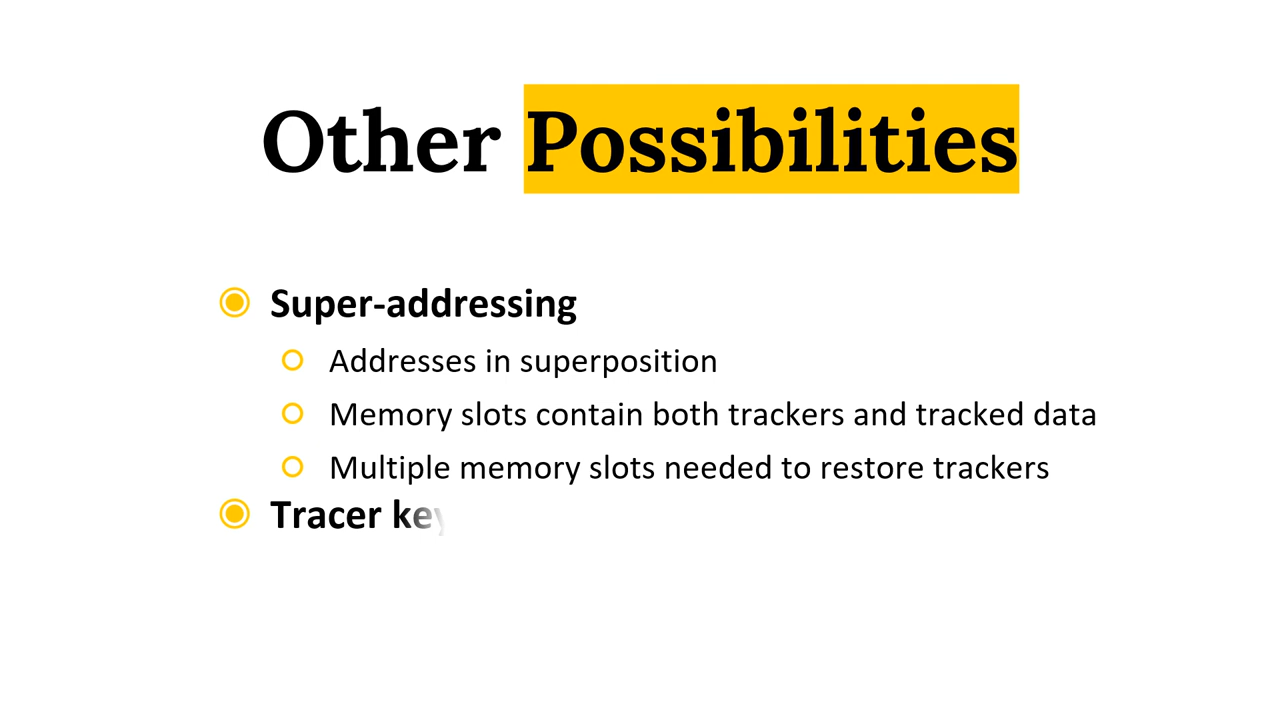 Other Possibilities
Super-addressing
Addresses in superposition
Memory slots contain both trackers and tracked data
Multiple memory slots needed to restore trackers
Tracer key